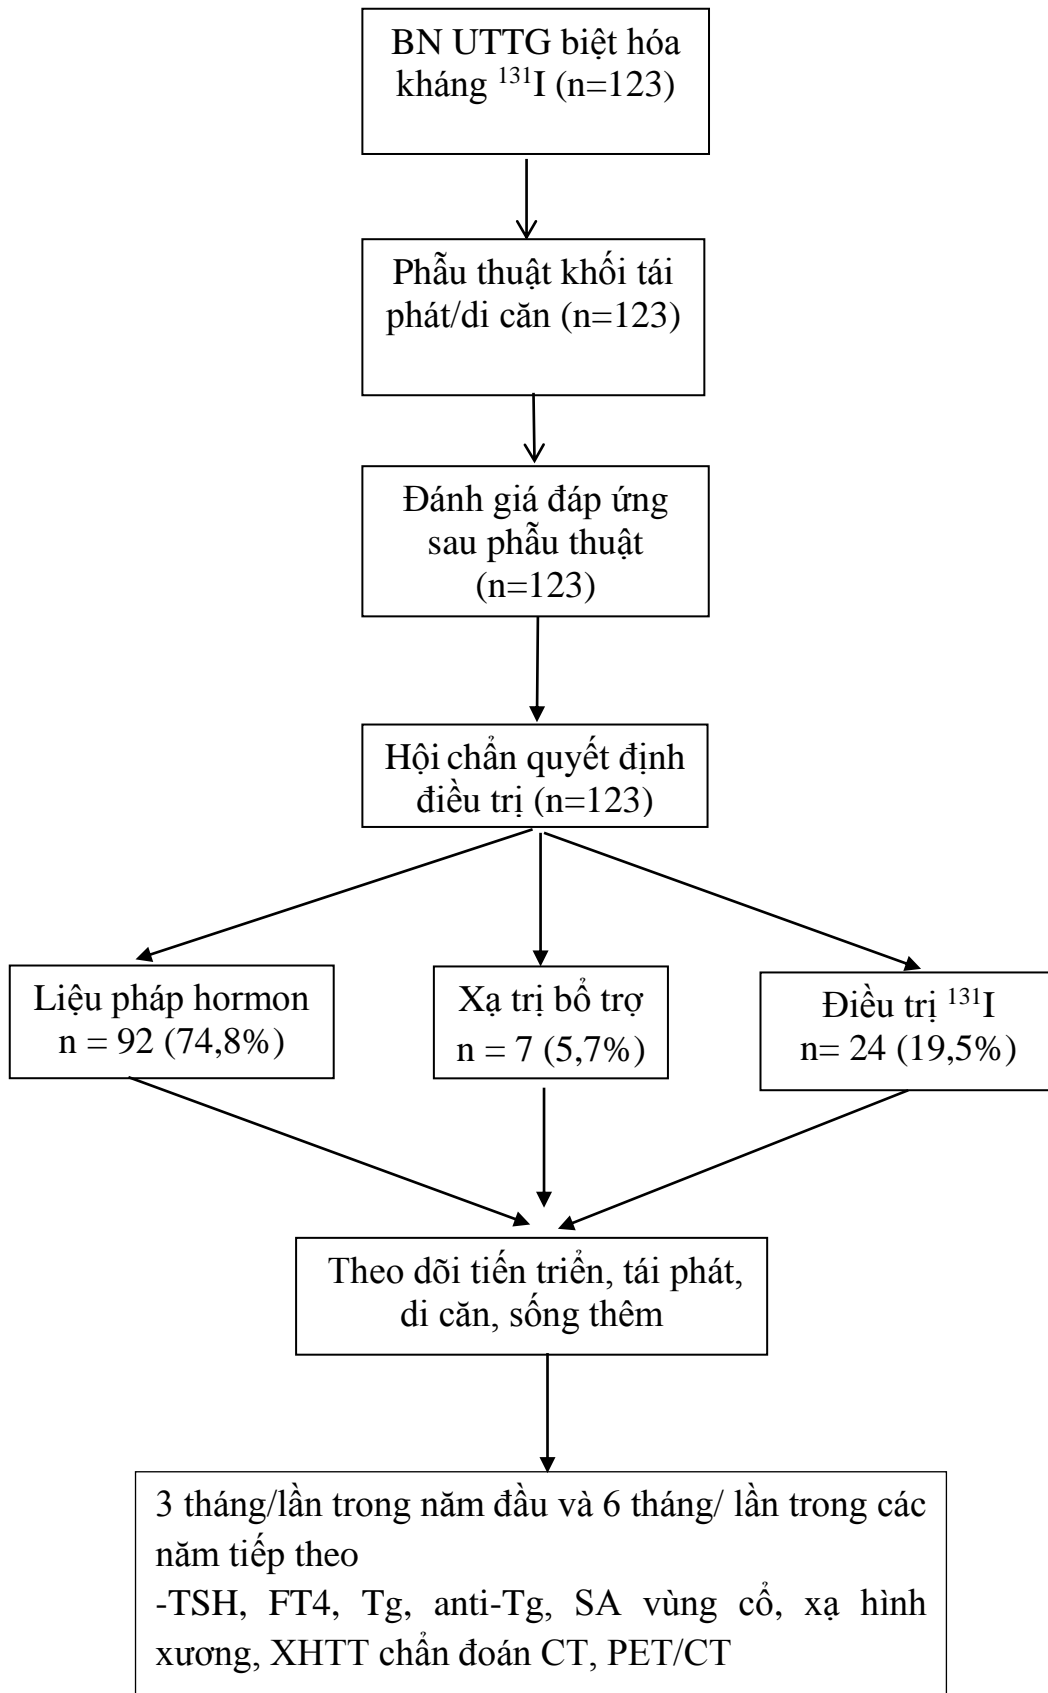 BN UTTG biệt hóa
kháng ¹³¹I (n=123)
Phẫu thuật khối tái
phát/di căn (n=123)
Đánh giá đáp ứng
sau phẫu thuật
(n=123)
Hội chẩn quyết định
điều trị (n=123)
Liệu pháp hormon
n = 92 (74,8%)
Xạ trị bổ trợ
n = 7 (5,7%)
Điều trị ¹³¹I
n= 24 (19,5%)
Theo dõi tiến triển, tái phát,
di căn, sống thêm
3 tháng/lần trong năm đầu và 6 tháng/ lần trong các
năm tiếp theo
-TSH, FT4, Tg, anti-Tg, SA vùng cổ, xạ hình
xương, XHTT chẩn đoán CT, PET/CT